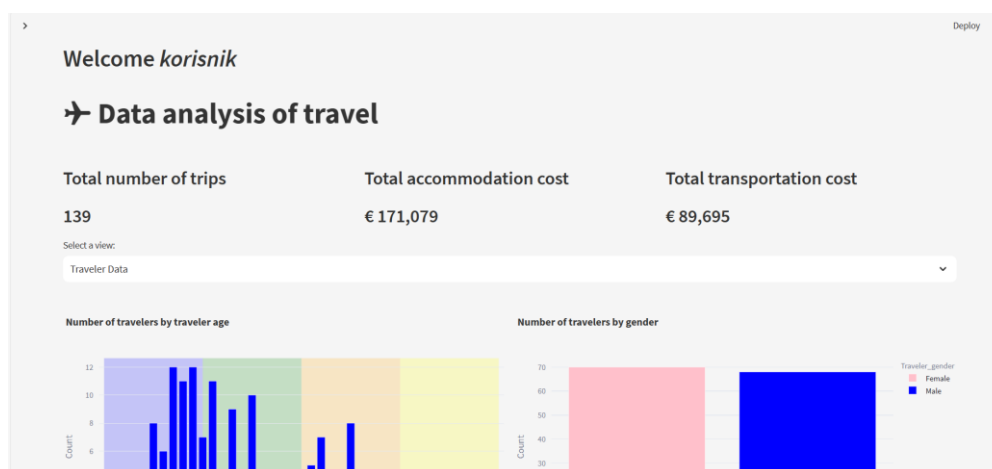 Deploy
Welcome korisnik
Data analysis of travel
Total number of trips
139
Total accommodation cost
€ 171,079
Total transportation cost
€ 89,695
Select a view:
Traveler Data
Number of travelers by traveler age
12
10
8
6
Count
Number of travelers by gender
70
60
50
40
30
Count
Traveler_gender
Female
Male